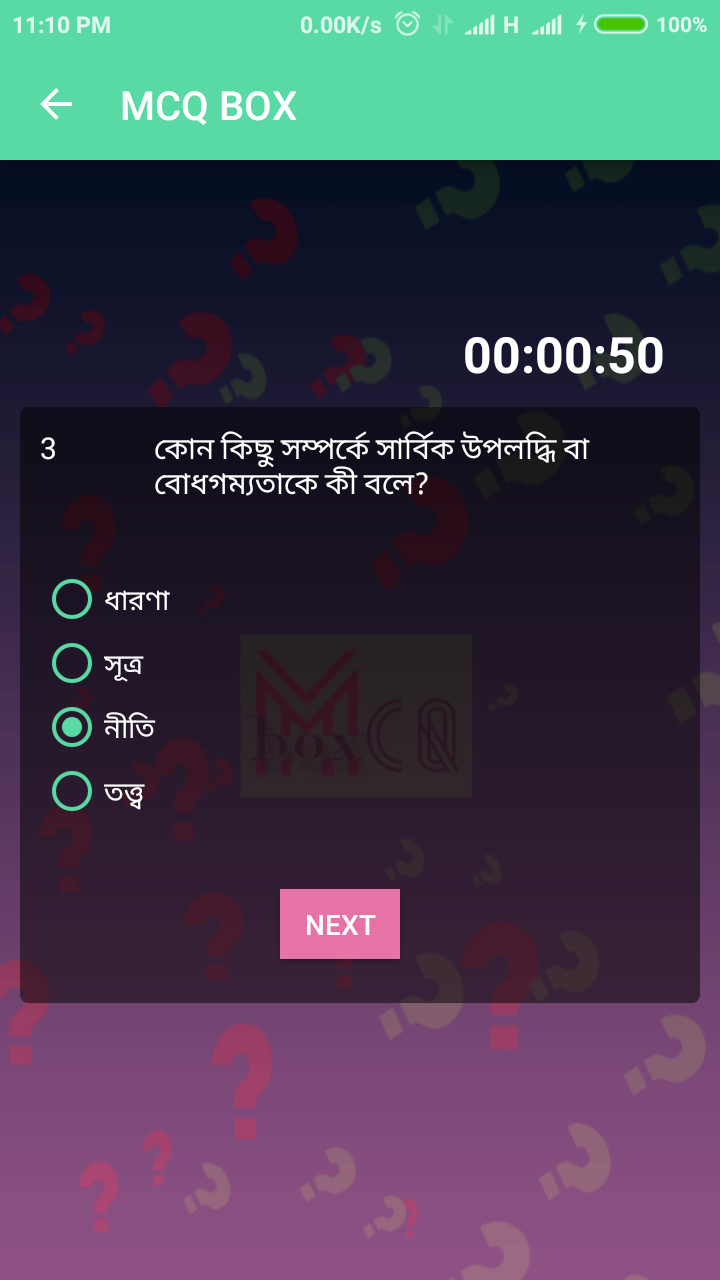 11:10 PM 0.00K/s H 100%
MCQ BOX
00:00:50
3 কোন কিছু সম্পর্কে সার্বিক উপলদ্ধি বা
বোধগম্যতাকে কী বলে?
ধারণা
সূত্র
নীতি
তত্ত্ব
M
box CQ
NEXT